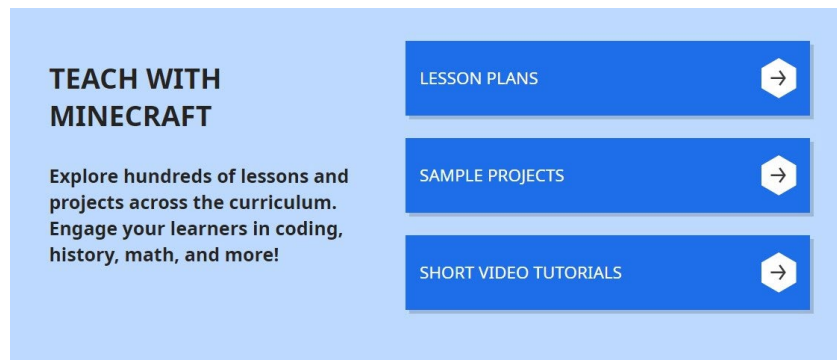 TEACH WITH
MINECRAFT
Explore hundreds of lessons and
projects across the curriculum.
Engage your learners in coding,
history, math, and more!
LESSON PLANS
SAMPLE PROJECTS
SHORT VIDEO TUTORIALS